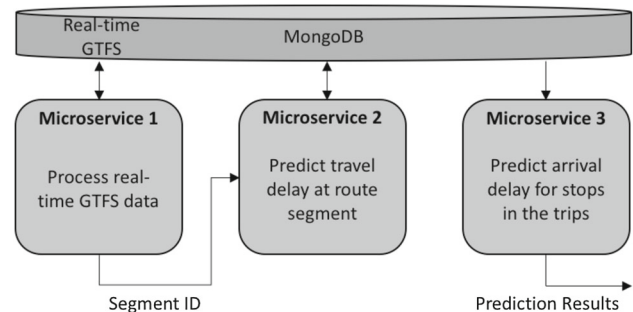 Real-time
GTFS
MongoDB
Microservice 1
Process real-
time GTFS data
Microservice 2
Predict travel
delay at route
segment
Microservice 3
Predict arrival
delay for stops
in the trips
Segment ID
Prediction Results